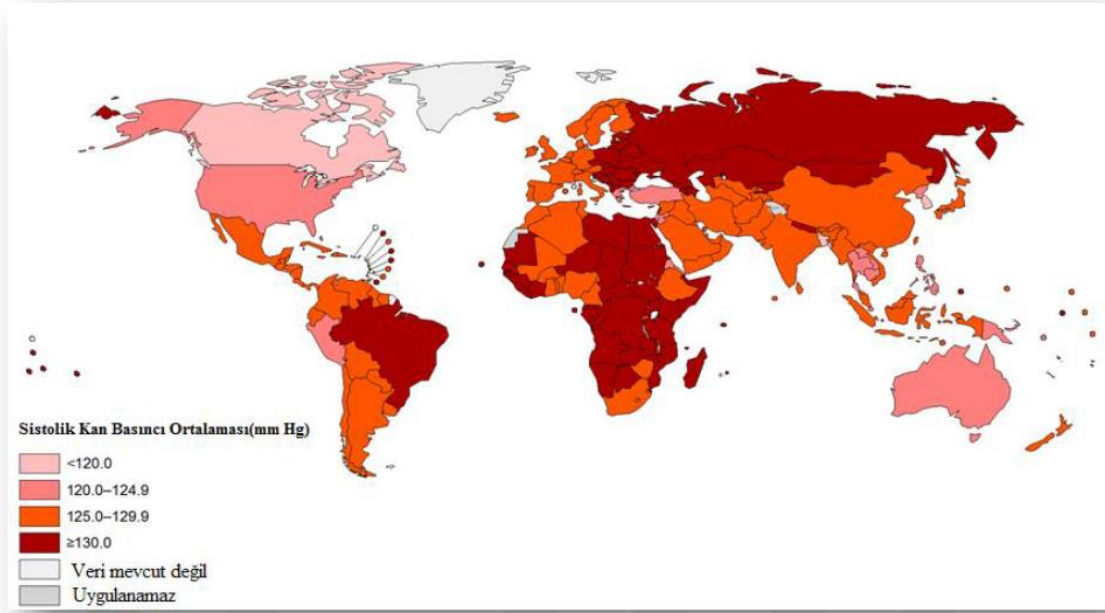 Sistolik Kan Basıncı Ortalaması(mm Hg)
<120.0
120.0–124.9
125.0–129.9
≥130.0
Veri mevcut değil
Uygulanamaz